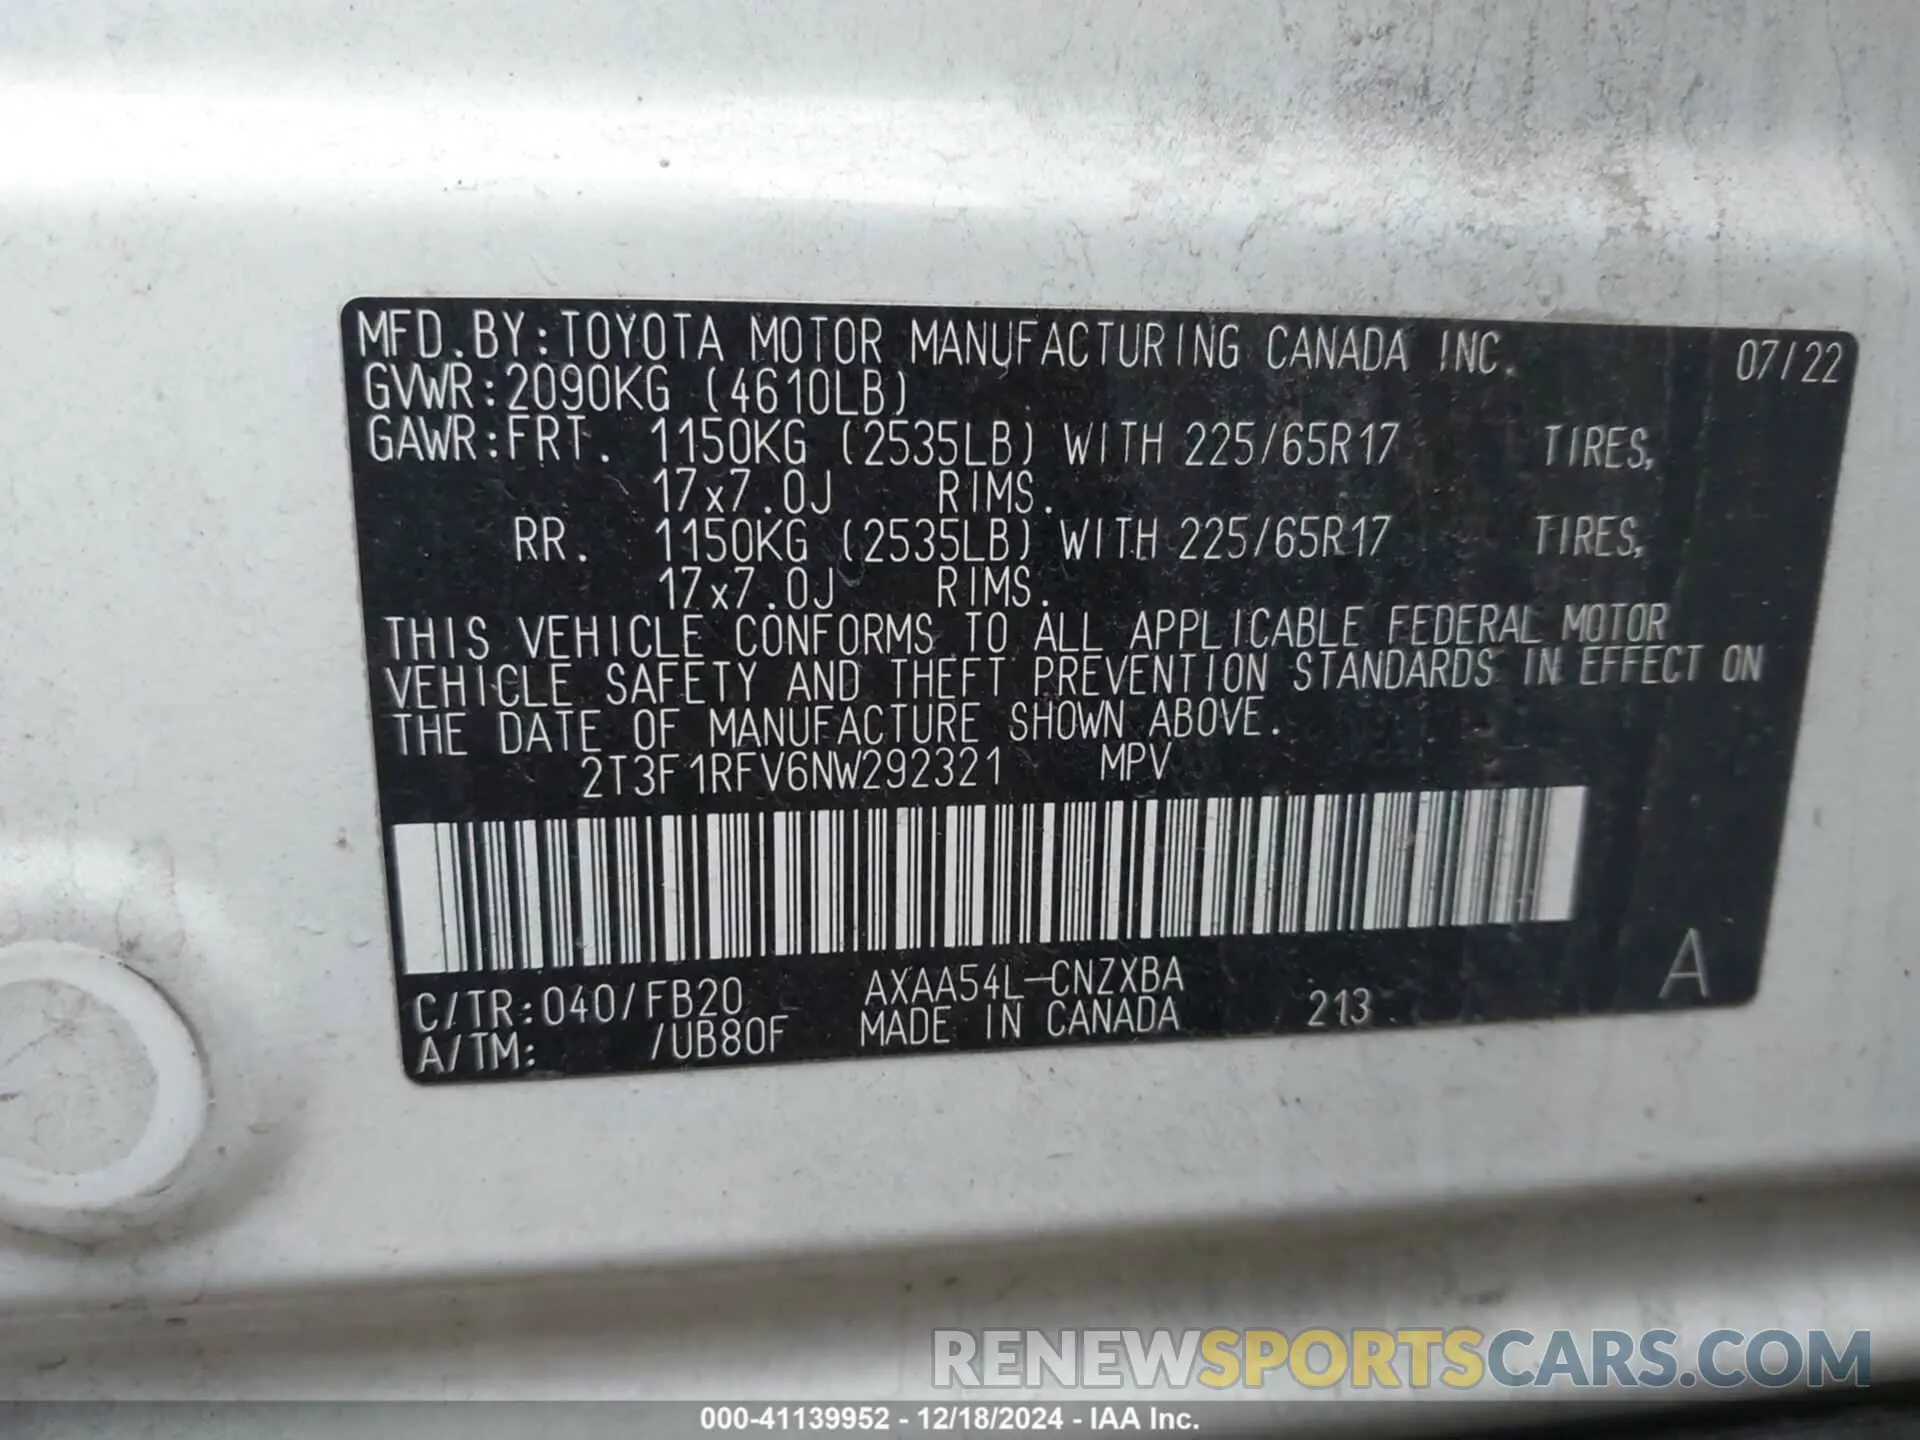 MFD.BY:TOYOTA MOTOR MANUFACTURING CANADA INC. 07/22
GVWR:2090KG (4610LB)
GAWR:FRT. 1150KG (2535LB) WITH 225/65R17 TIRES,
17x7.0J RIMS.
RR. 1150KG (2535LB) WITH 225/65R17 TIRES,
17x7.0J RIMS.
THIS VEHICLE CONFORMS TO ALL APPLICABLE FEDERAL MOTOR
VEHICLE SAFETY AND THEFT PREVENTION STANDARDS IN EFFECT ON
THE DATE OF MANUFACTURE SHOWN ABOVE.
2T3F1RFV6NW292321 MPV
A
C/TR:040/FB20 AXAA54L-CNZXBA
A/TM: /UB80F MADE IN CANADA 213
RENEWSPORTSCARS.COM
000-41139952 - 12/18/2024 - IAA Inc.